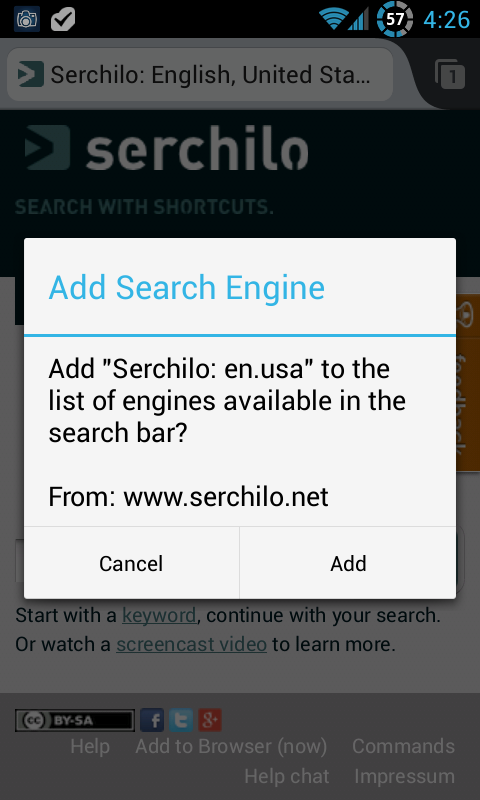 57
4:26
Serchilo: English, United Sta...
1
serchilo
SEARCH WITH SHORTCUTS.
feedback
Add Search Engine
Add "Serchilo: en.usa" to the
list of engines available in the
search bar?
From: www.serchilo.net
Cancel
Add
Start with a keyword, continue with your search.
Or watch a screencast video to learn more.
cc BY-SA
Help Add to Browser (now) Commands
Help chat Impressum